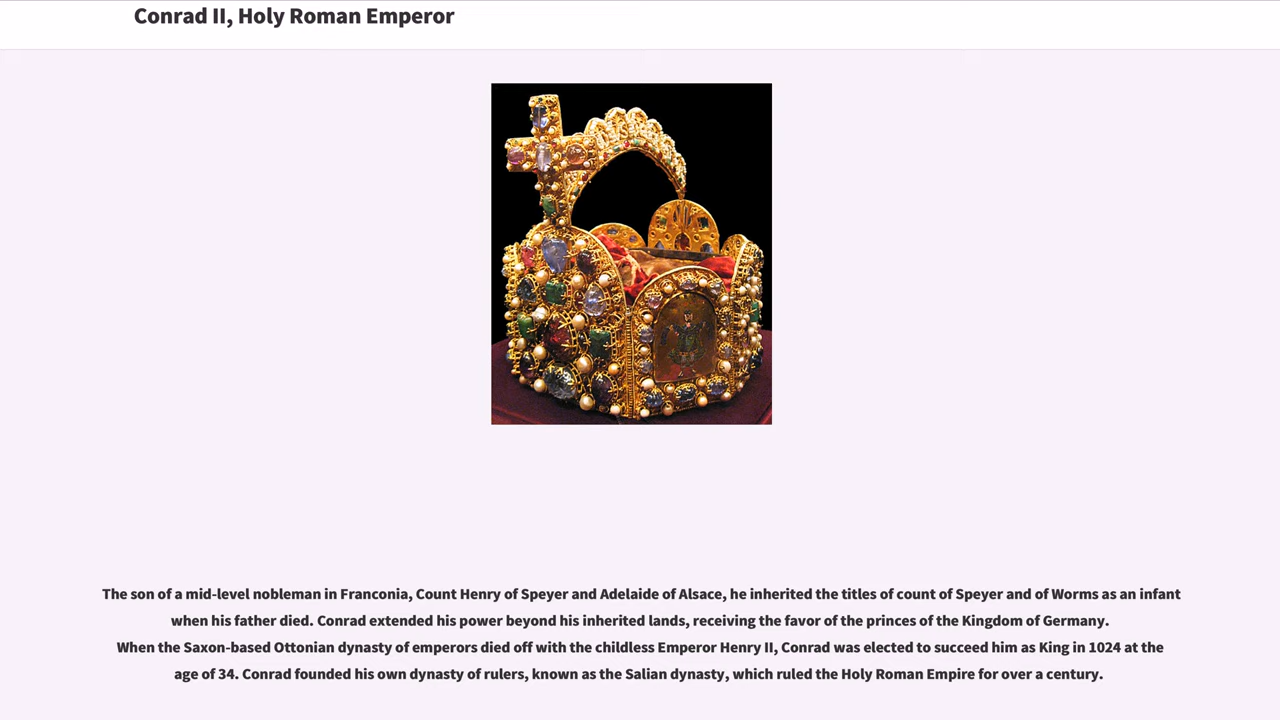 Conrad II, Holy Roman Emperor
The son of a mid-level nobleman in Franconia, Count Henry of Speyer and Adelaide of Alsace, he inherited the titles of count of Speyer and of Worms as an infant
when his father died. Conrad extended his power beyond his inherited lands, receiving the favor of the princes of the Kingdom of Germany.
When the Saxon-based Ottonian dynasty of emperors died off with the childless Emperor Henry II, Conrad was elected to succeed him as King in 1024 at the
age of 34. Conrad founded his own dynasty of rulers, known as the Salian dynasty, which ruled the Holy Roman Empire for over a century.